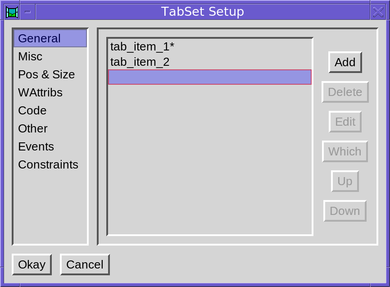 TabSet Setup
General
Misc
Pos & Size
WAttribs
Code
Other
Events
Constraints
tab_item_1*
tab_item_2
Add
Delete
Edit
Which
Up
Down
Okay
Cancel